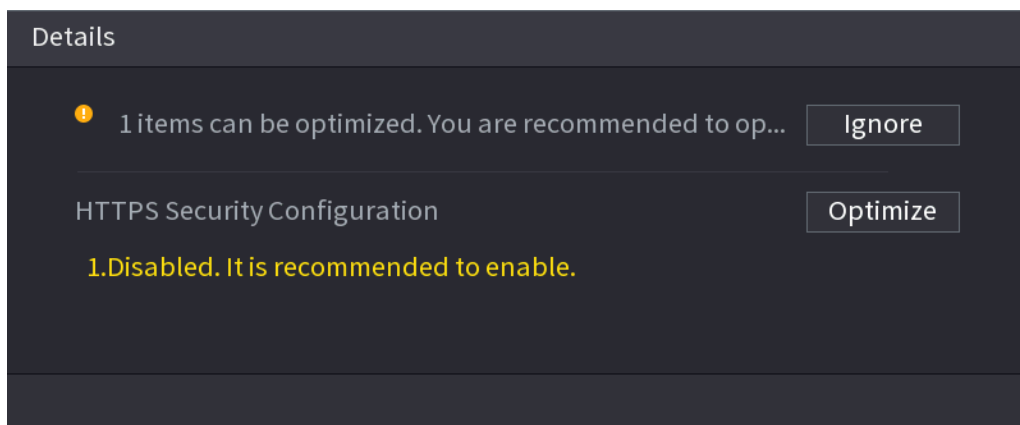 Details
1 items can be optimized. You are recommended to op...
Ignore
HTTPS Security Configuration
Optimize
1.Disabled. It is recommended to enable.